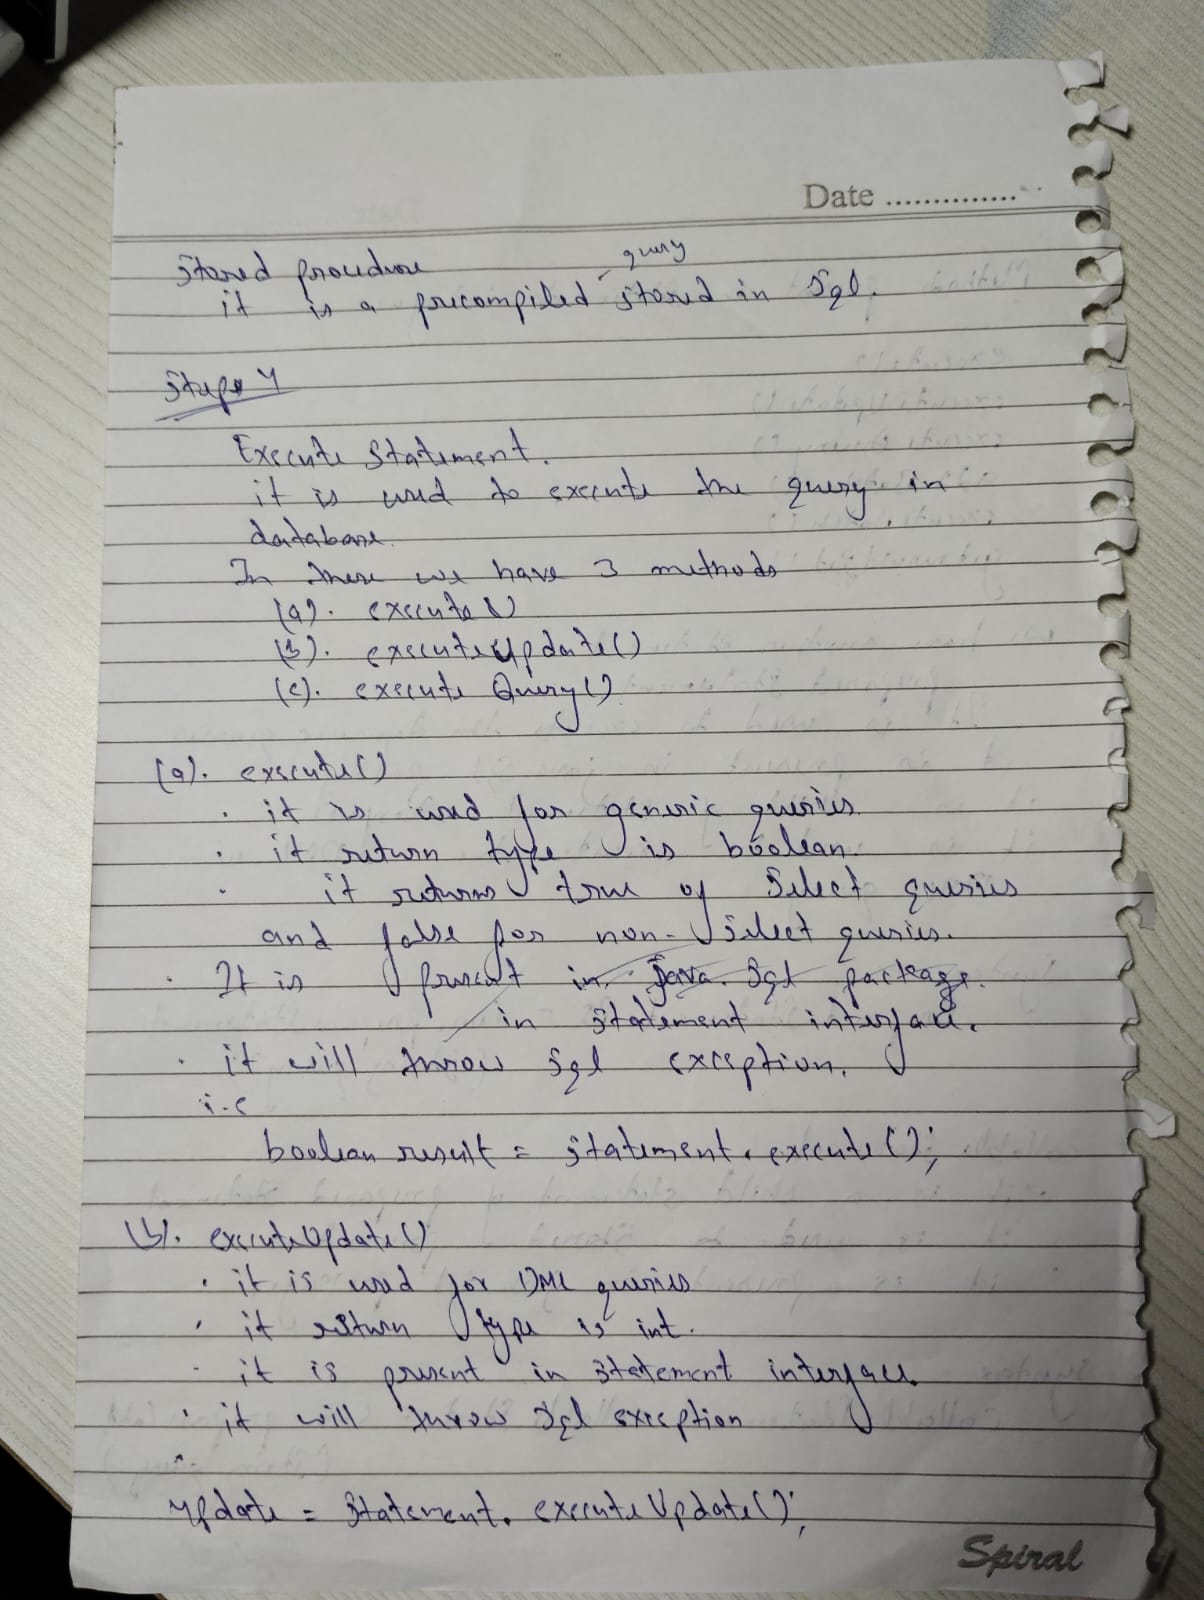 Date ..............
query
Stored procedure
it is a precompiled stored in Sql.
Steps 4
Execute Statement.
it is used to execute the query in
database.
In these we have 3 methods
(a). execute()
(b). executeUpdate()
(c). execute Query()
(a). execute()
. it is used for generic queries.
. it return type is boolean.
. it returns true of Select queries
and false for non-Select queries.
. It is present in Java. Sql package.
in statement interface.
. it will throw Sql exception.
i.e
boolean result = statement.execute();
(b). executeUpdate()
. it is used for DML queries
. it return type is int.
. it is present in statement interface.
. it will throw Sql exception
update = Statement. executeUpdate();
Spiral